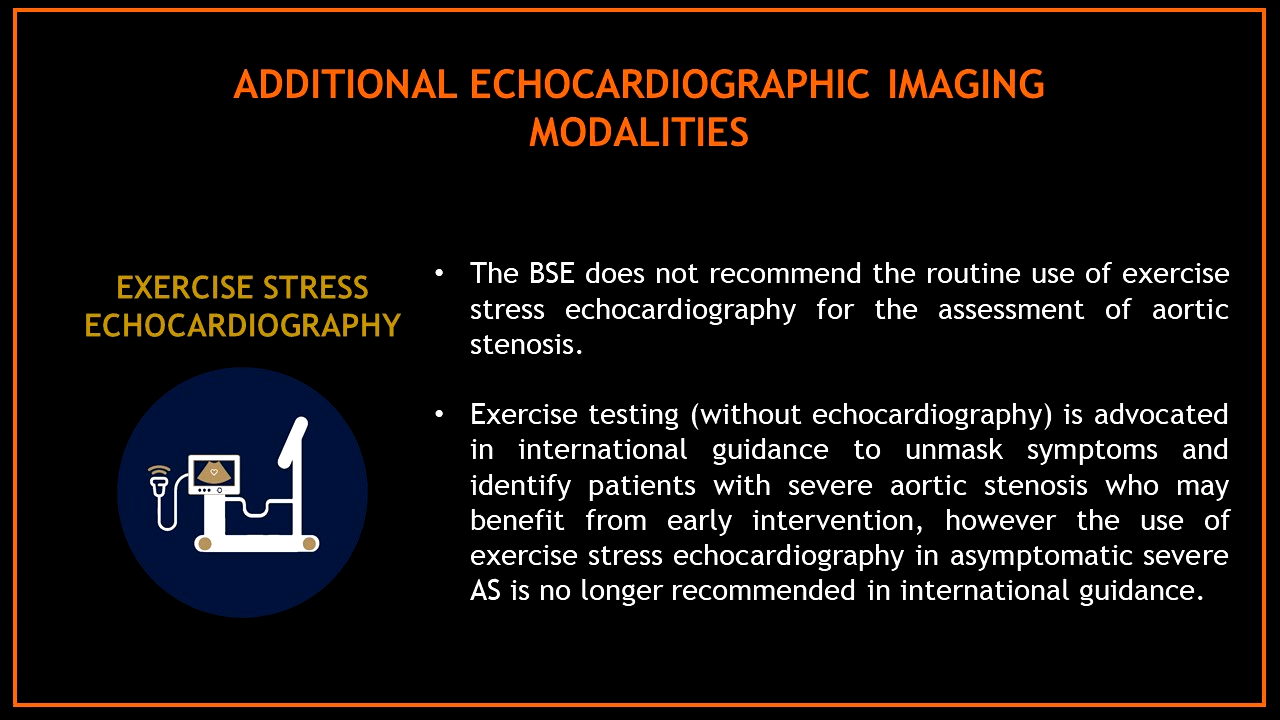 ADDITIONAL ECHOCARDIOGRAPHIC IMAGING
MODALITIES
EXERCISE STRESS
ECHOCARDIOGRAPHY
• The BSE does not recommend the routine use of exercise
stress echocardiography for the assessment of aortic
stenosis.
• Exercise testing (without echocardiography) is advocated
in international guidance to unmask symptoms and
identify patients with severe aortic stenosis who may
benefit from early intervention, however the use of
exercise stress echocardiography in asymptomatic severe
AS is no longer recommended in international guidance.